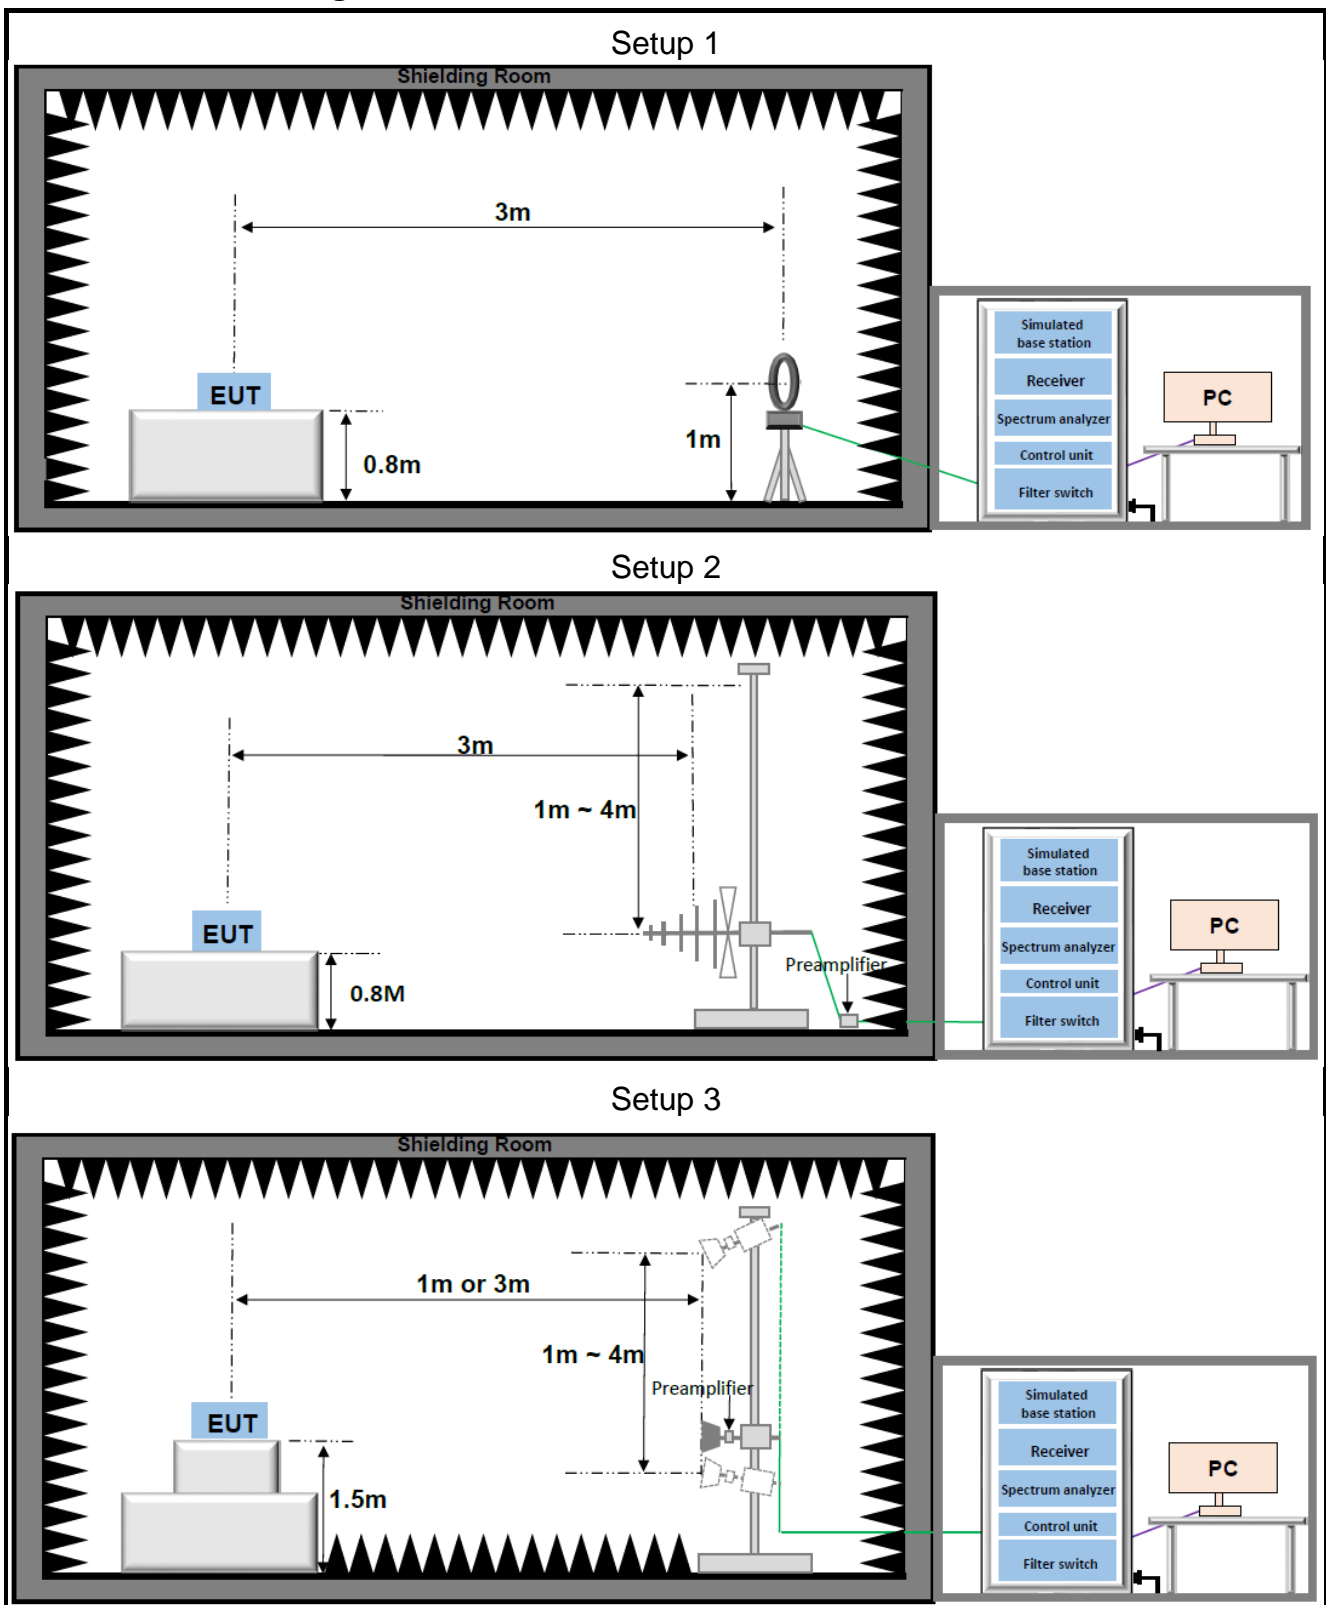 Setup 1
Shielding Room
3m
EUT
0.8m
1m
Simulated
base station
Receiver
Spectrum analyzer
Control unit
Filter switch
PC
Setup 2
Shielding Room
3m
1m ~ 4m
EUT
0.8M
Preamplifier
Simulated
base station
Receiver
Spectrum analyzer
Control unit
Filter switch
PC
Setup 3
Shielding Room
1m or 3m
1m ~ 4m
Preamplifier
EUT
1.5m
Simulated
base station
Receiver
Spectrum analyzer
Control unit
Filter switch
PC